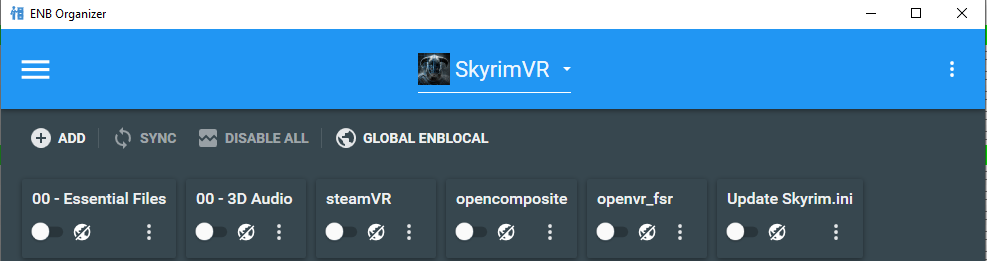 ENB Organizer
SkyrimVR
ADD SYNC DISABLE ALL GLOBAL ENBLOCAL
00 - Essential Files 00 - 3D Audio steamVR opencomposite openvr_fsr Update Skyrim.ini